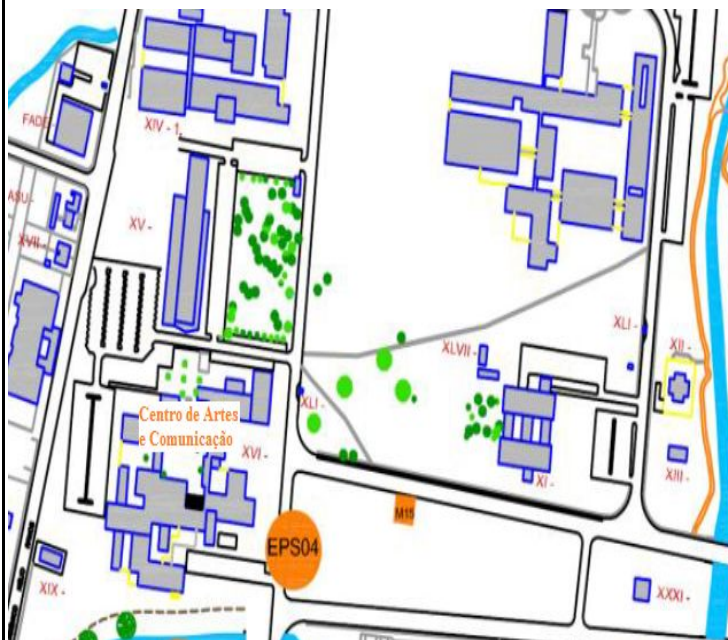 XIV - 1
FADE
ASU-
XV -
XVII -
XLI -
XLVII -
XII -
Centro de Artes
e Comunicação
XLI -
XVI -
XI -
XIII -
M15
EPS04
XIX -
XXXI -